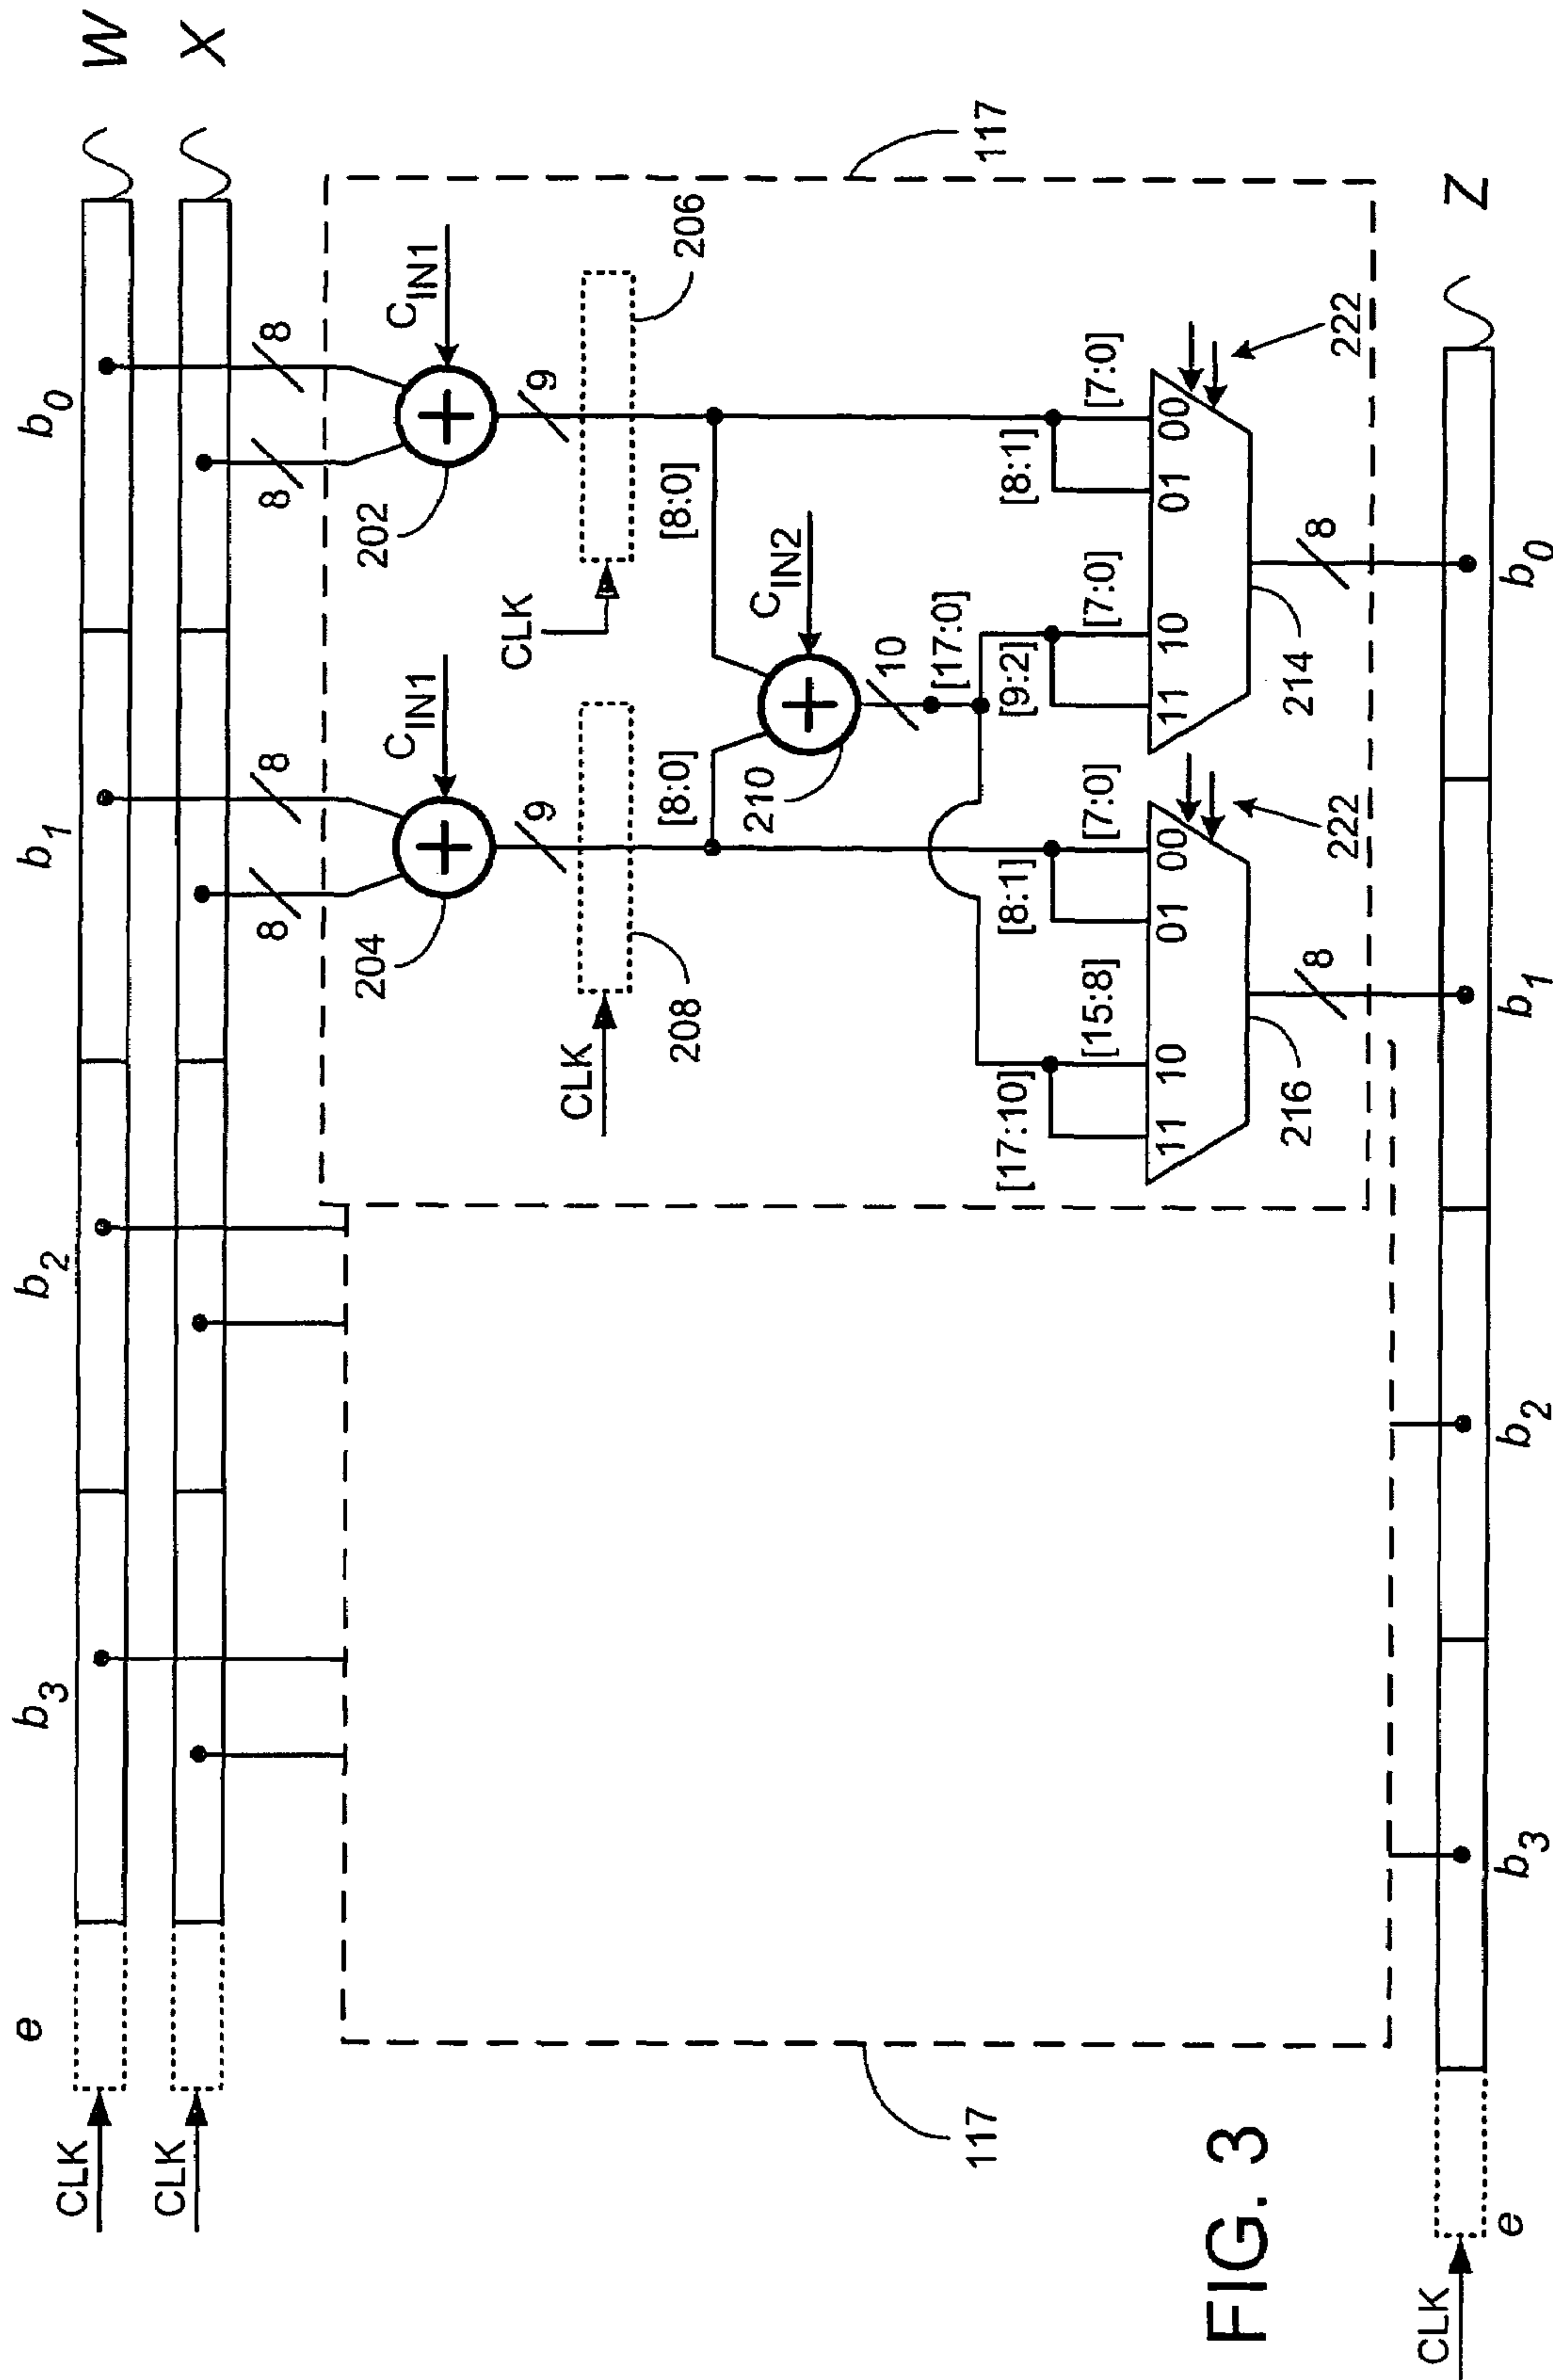 e
b3
b2
b1
b0
CLK
W
CLK
X
8
8
8
8
CIN1
CIN1
204
202
9
9
CLK
208
CLK
206
[8:0]
[8:0]
CIN2
210
10
[17:0]
117
117
[17:10]
[15:8]
[8:1]
[7:0]
[9:2]
[7:0]
[8:1]
[7:0]
11 10 01 00
11 10 01 00
222
222
216
214
8
8
FIG. 3
CLK
Z
e
b3
b2
b1
b0